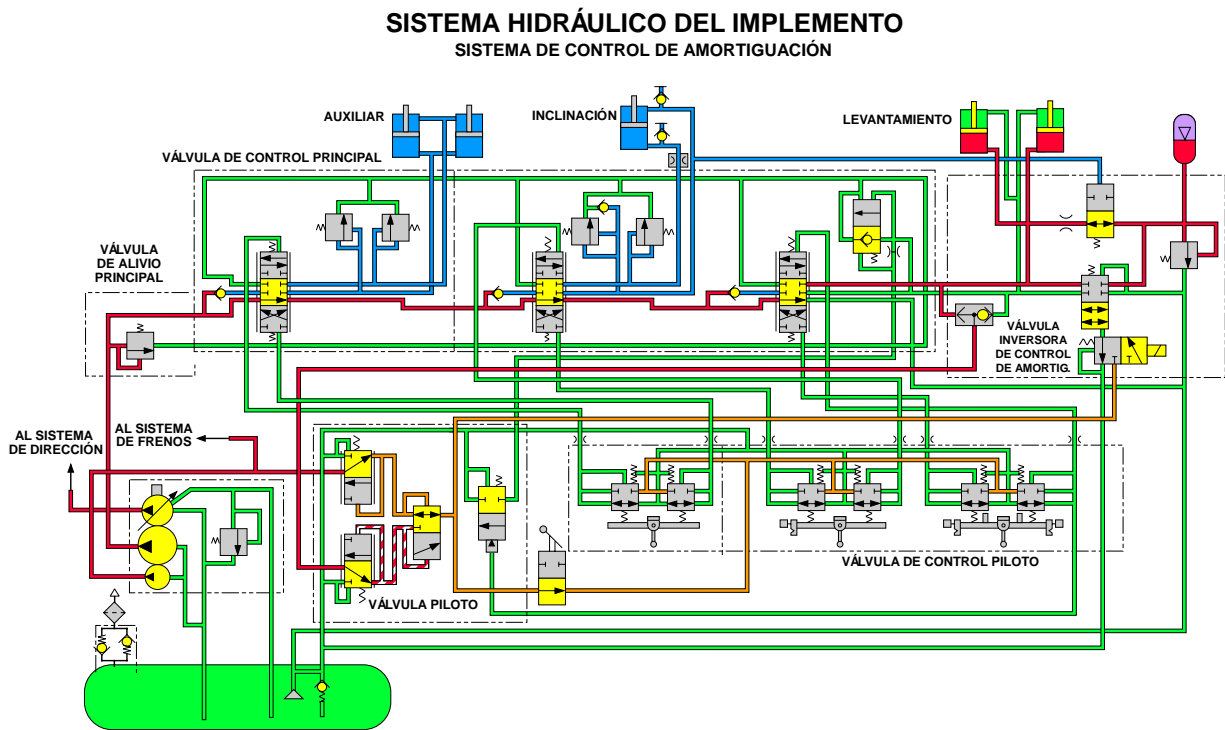 SISTEMA HIDRÁULICO DEL IMPLEMENTO
SISTEMA DE CONTROL DE AMORTIGUACIÓN
AUXILIAR
INCLINACIÓN
LEVANTAMIENTO
VÁLVULA DE CONTROL PRINCIPAL
VÁLVULA
DE ALIVIO
PRINCIPAL
VÁLVULA
INVERSORA
DE CONTROL
DE AMORTIG.
AL SISTEMA
DE DIRECCIÓN
AL SISTEMA
DE FRENOS
VÁLVULA PILOTO
VÁLVULA DE CONTROL PILOTO